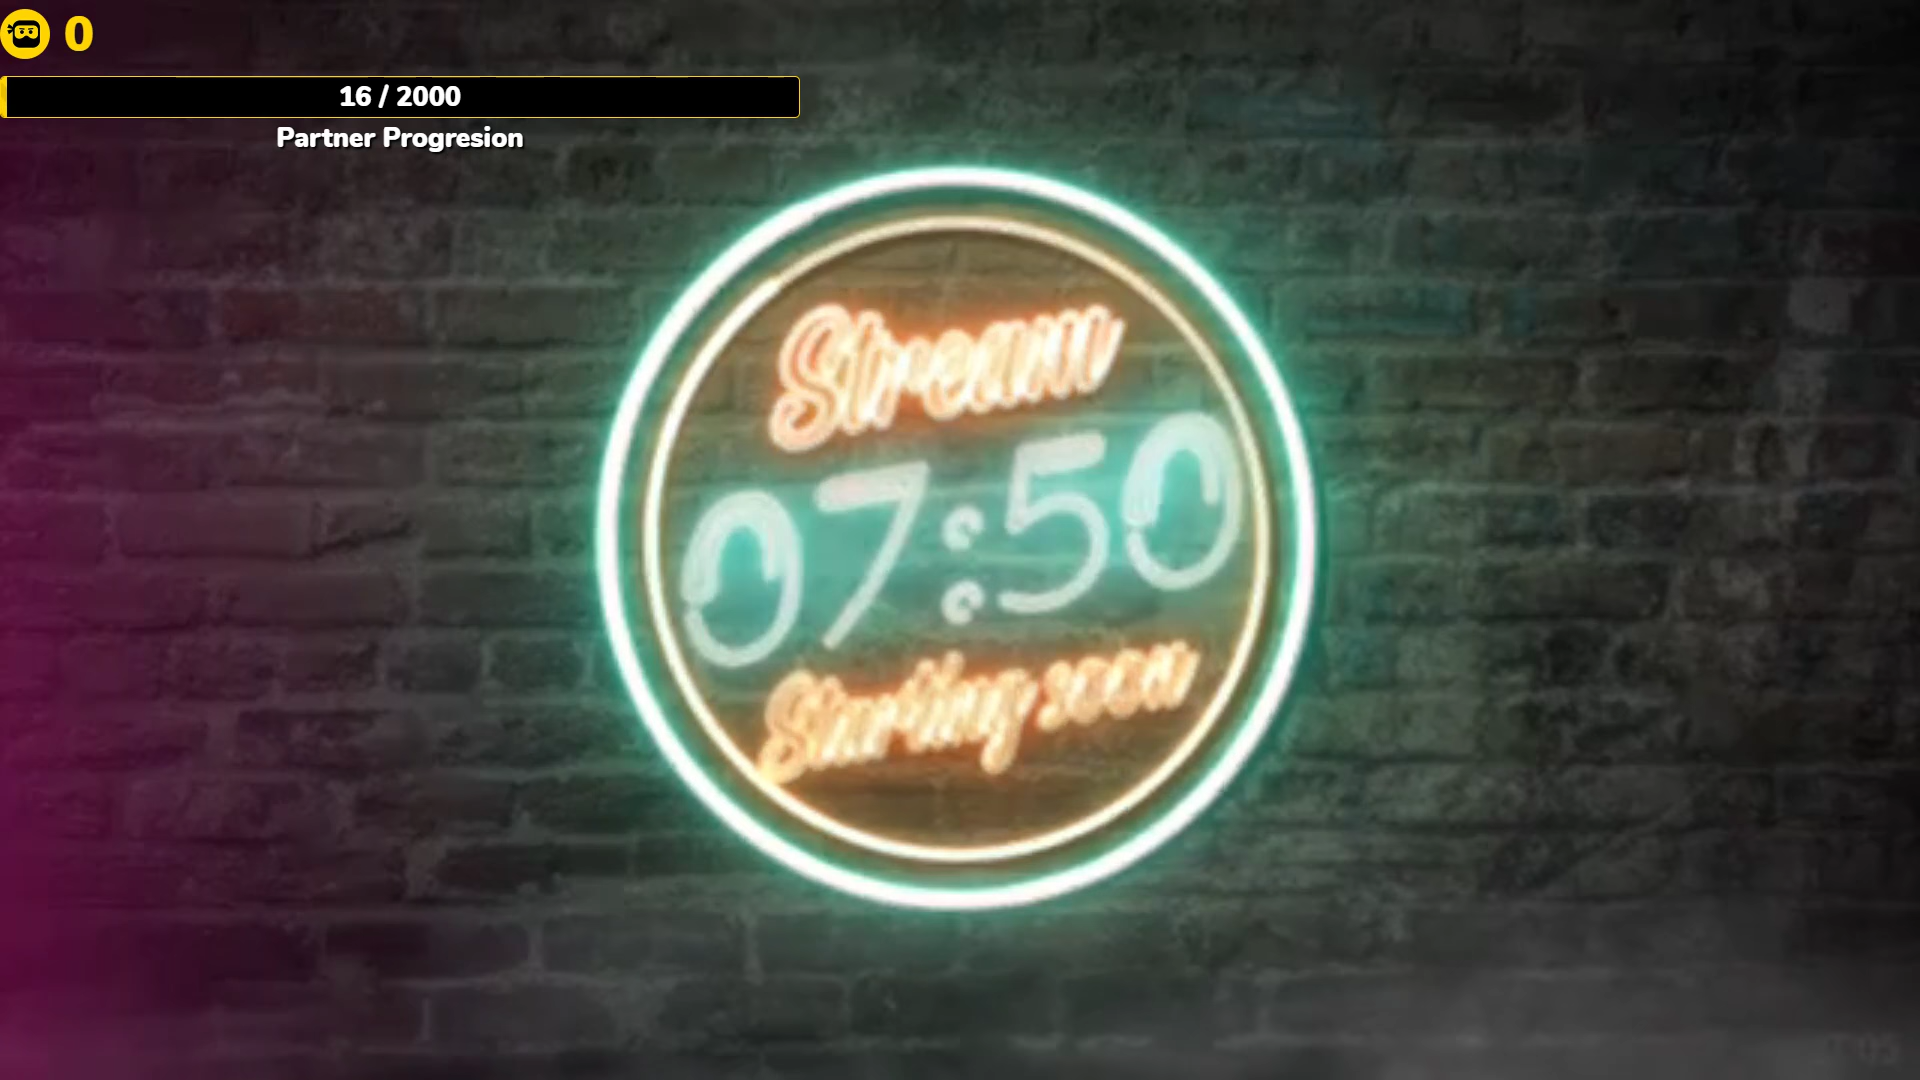 0
16 / 2000
Partner Progresion
Stream
07:50
Starting soon